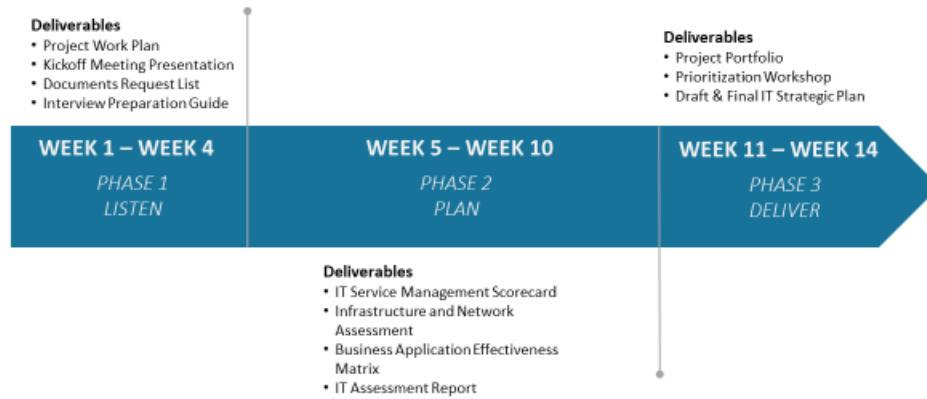 Deliverables
• Project Work Plan
• Kickoff Meeting Presentation
• Documents Request List
• Interview Preparation Guide
Deliverables
• Project Portfolio
• Prioritization Workshop
• Draft & Final IT Strategic Plan
WEEK 1 – WEEK 4
PHASE 1
LISTEN
WEEK 5 – WEEK 10
PHASE 2
PLAN
WEEK 11 – WEEK 14
PHASE 3
DELIVER
Deliverables
• IT Service Management Scorecard
• Infrastructure and Network
Assessment
• Business Application Effectiveness
Matrix
• IT Assessment Report